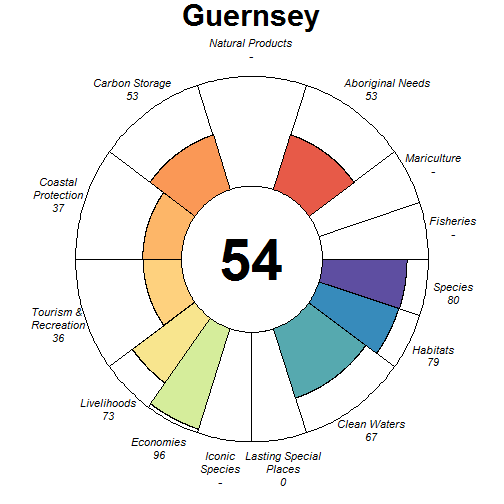 Guernsey
Natural Products
-
Carbon Storage
53
Aboriginal Needs
53
Mariculture
-
Coastal
Protection
37
Fisheries
-
54
Species
80
Tourism &
Recreation
36
Habitats
79
Livelihoods
73
Clean Waters
67
Economies
96
Iconic
Species
-
Lasting Special
Places
0